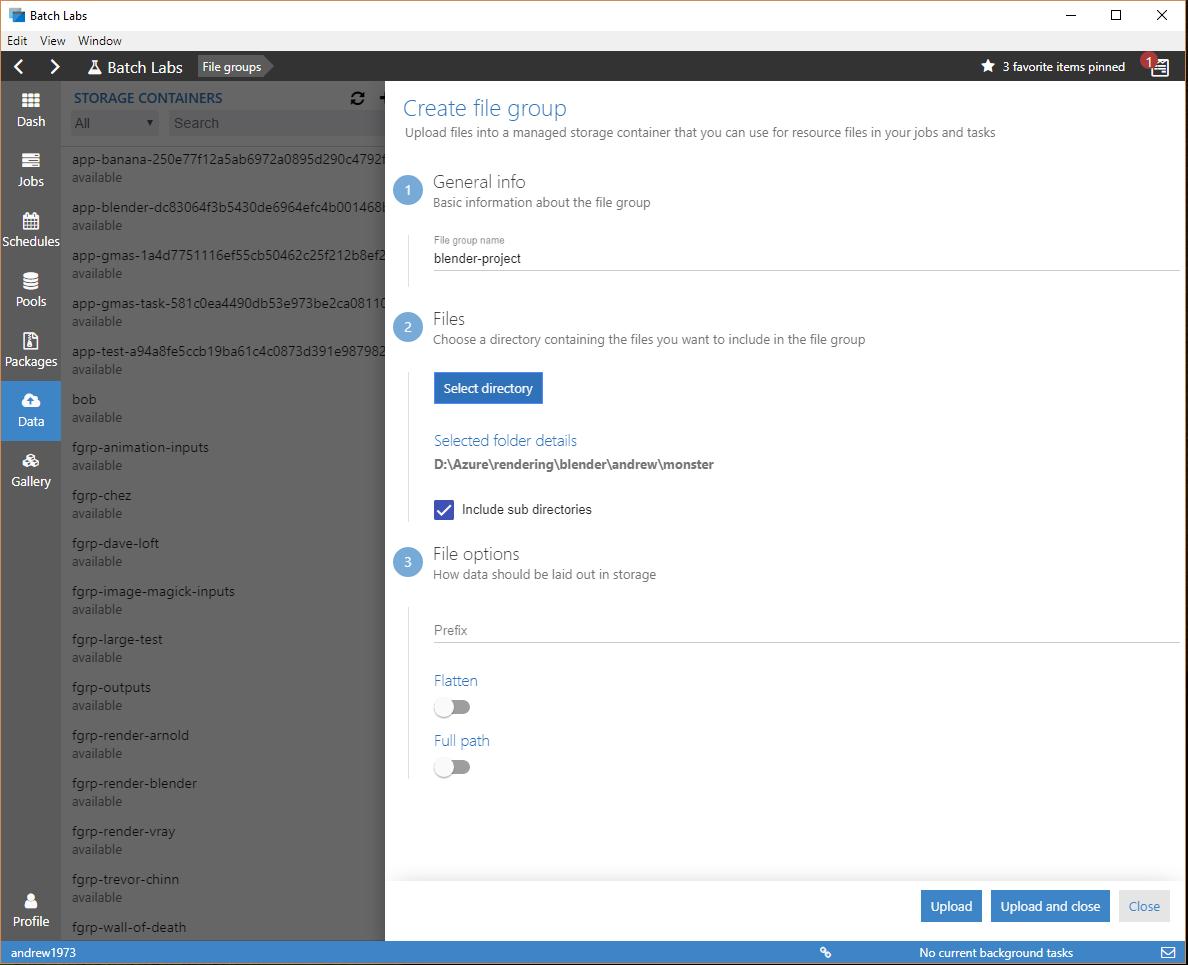 Batch Labs
Edit View Window
Batch Labs File groups 3 favorite items pinned 1
Dash
Jobs
Schedules
Pools
Packages
Data
Gallery
Profile
STORAGE CONTAINERS
All Search
app-banana-250e77f12a5ab6972a0895d290c4792f
available
app-blender-dc83064f3b5430de6964efc4b001468b
available
app-gmas-1a4d7751116ef55cb50462c25f212b8ef2
available
app-gmas-task-581c0ea4490db53e973be2ca08110
available
app-test-a94a8fe5ccb19ba61c4c0873d391e987982
available
bob
available
fgrp-animation-inputs
available
fgrp-chez
available
fgrp-dave-loft
available
fgrp-image-magick-inputs
available
fgrp-large-test
available
fgrp-outputs
available
fgrp-render-arnold
available
fgrp-render-blender
available
fgrp-render-vray
available
fgrp-trevor-chinn
available
fgrp-wall-of-death
Create file group
Upload files into a managed storage container that you can use for resource files in your jobs and tasks
1 General info
Basic information about the file group
File group name
blender-project
2 Files
Choose a directory containing the files you want to include in the file group
Select directory
Selected folder details
D:\Azure\rendering\blender\andrew\monster
Include sub directories
3 File options
How data should be laid out in storage
Prefix
Flatten
Full path
Upload Upload and close Close
andrew1973 No current background tasks